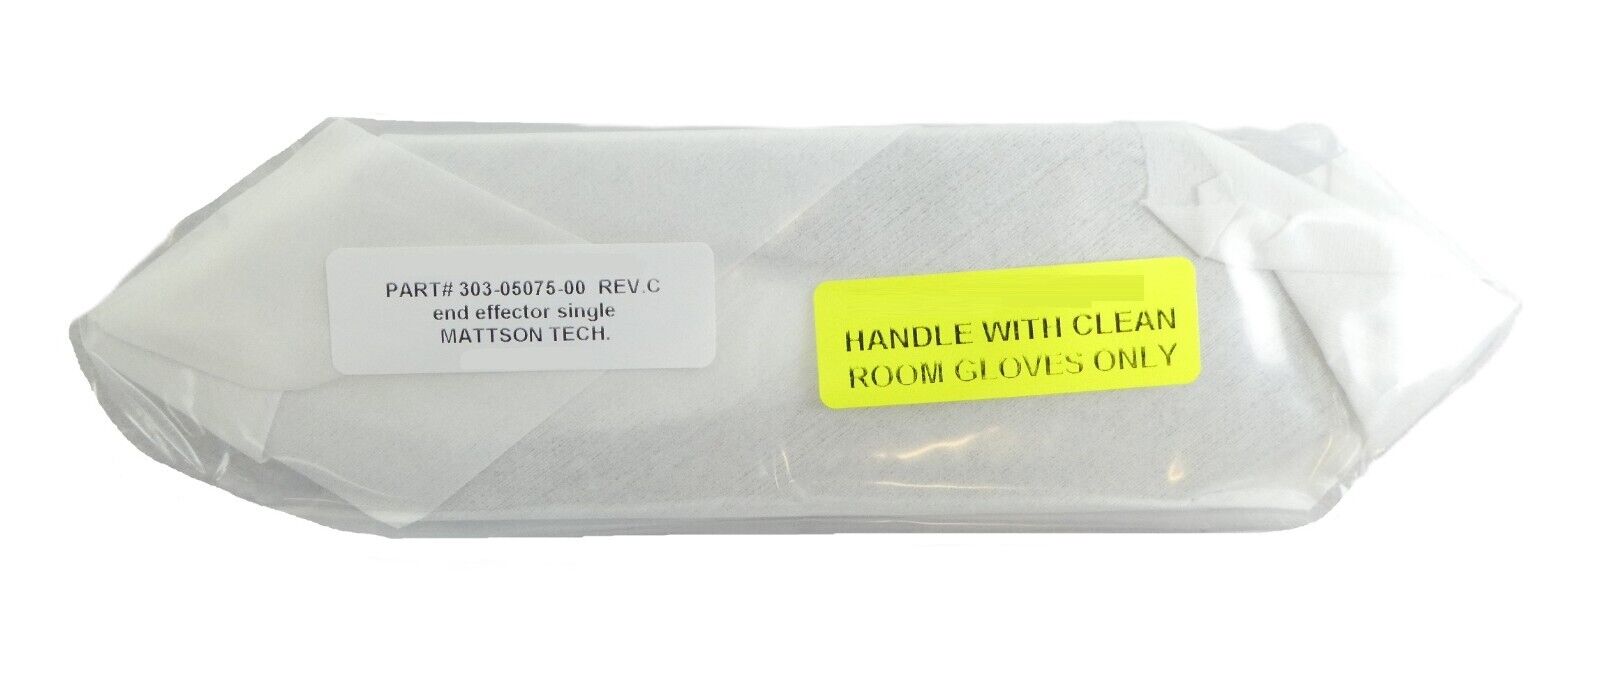 PART# 303-05075-00 REV.C
end effector single
MATTSON TECH.
HANDLE WITH CLEAN
ROOM GLOVES ONLY